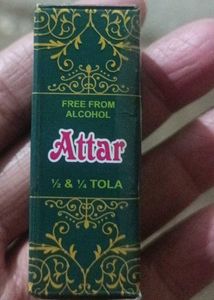 FREE FROM
ALCOHOL
Attar
½ & ¼ TOLA